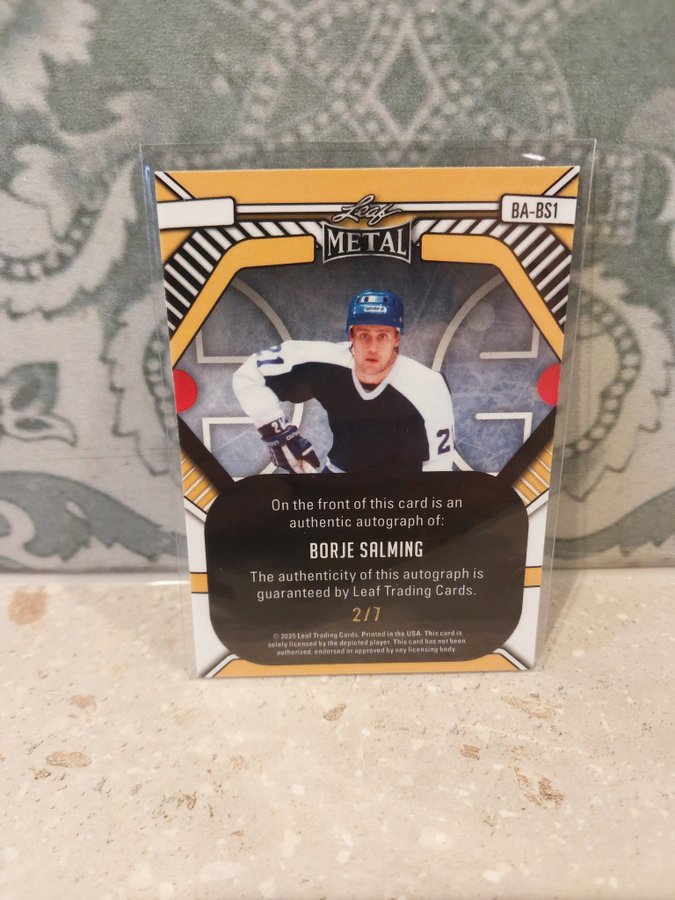 BA-BS1
Leaf
METAL
21
21
2
On the front of this card is an
authentic autograph of:
BORJE SALMING
The authenticity of this autograph is
guaranteed by Leaf Trading Cards.
2/7
© 2025 Leaf Trading Cards. Printed in the USA. This card is
solely licensed by the depicted player. This card has not been
authorized, endorsed or approved by any licensing body.